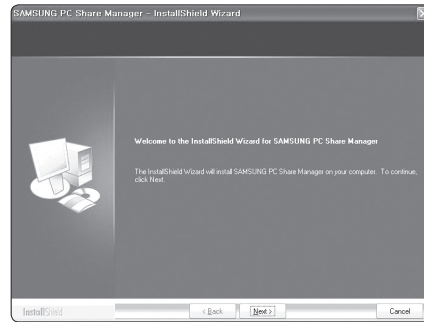 SAMSUNG PC Share Manager - InstallShield Wizard
Welcome to the InstallShield Wizard for SAMSUNG PC Share Manager
The InstallShield Wizard will install SAMSUNG PC Share Manager on your computer. To continue,
click Next.
InstallShield
< Back
Next >
Cancel